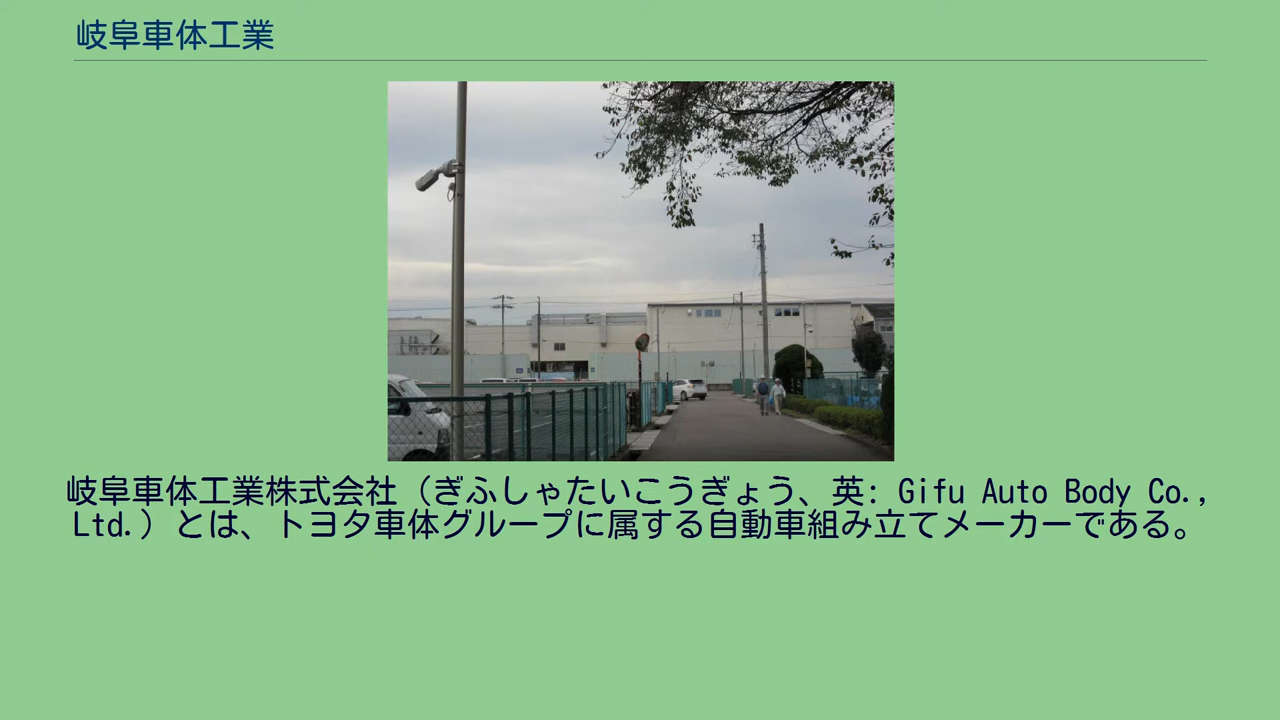 岐阜車体工業
岐阜車体工業株式会社（ぎふしゃたいこうぎょう、英: Gifu Auto Body Co.,
Ltd.）とは、トヨタ車体グループに属する自動車組み立てメーカーである。